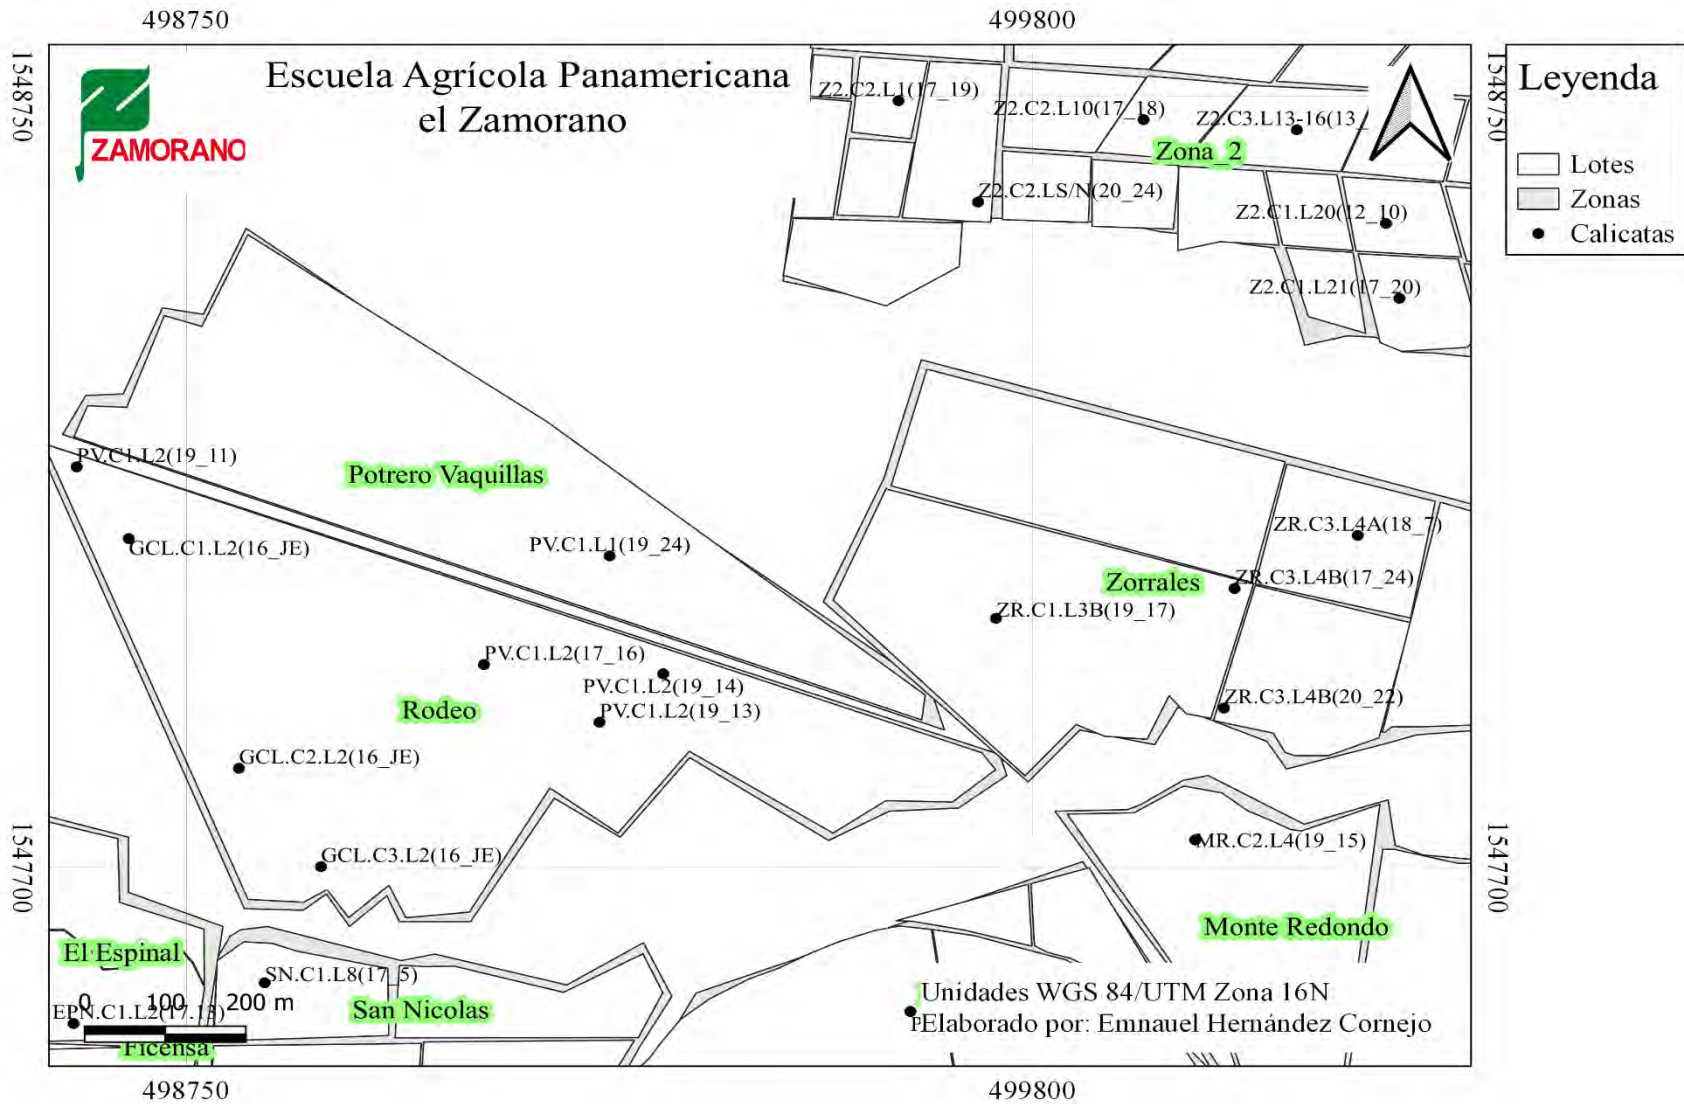 498750
499800
1548750
1548750
Escuela Agrícola Panamericana
el Zamorano
ZAMORANO
Leyenda
Lotes
Zonas
Calicatas
Z2.C2.L1(17_19)
Z2.C2.L10(17_18)
Z2.C3.L13-16(13_
Zona_2
Z2.C2.LS/N(20_24)
Z2.C1.L20(12_10)
Z2.C1.L21(17_20)
PV.C1.L2(19_11)
Potrero Vaquillas
GCL.C1.L2(16_JE)
PV.C1.L1(19_24)
ZR.C3.L4A(18_7)
Zorrales
ZR.C3.L4B(17_24)
ZR.C1.L3B(19_17)
PV.C1.L2(17_16)
PV.C1.L2(19_14)
Rodeo
PV.C1.L2(19_13)
ZR.C3.L4B(20_22)
GCL.C2.L2(16_JE)
GCL.C3.L2(16_JE)
MR.C2.L4(19_15)
1547700
1547700
Monte Redondo
El Espinal
SN.C1.L8(17_5)
San Nicolas
0 100 200 m
EPN.C1.L2(17.13)
Ficensa
Unidades WGS 84/UTM Zona 16N
Elaborado por: Emnauel Hernández Cornejo
498750
499800